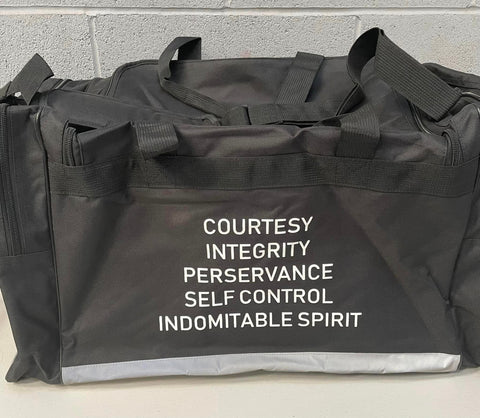 COURTESY
INTEGRITY
PERSERVANCE
SELF CONTROL
INDOMITABLE SPIRIT